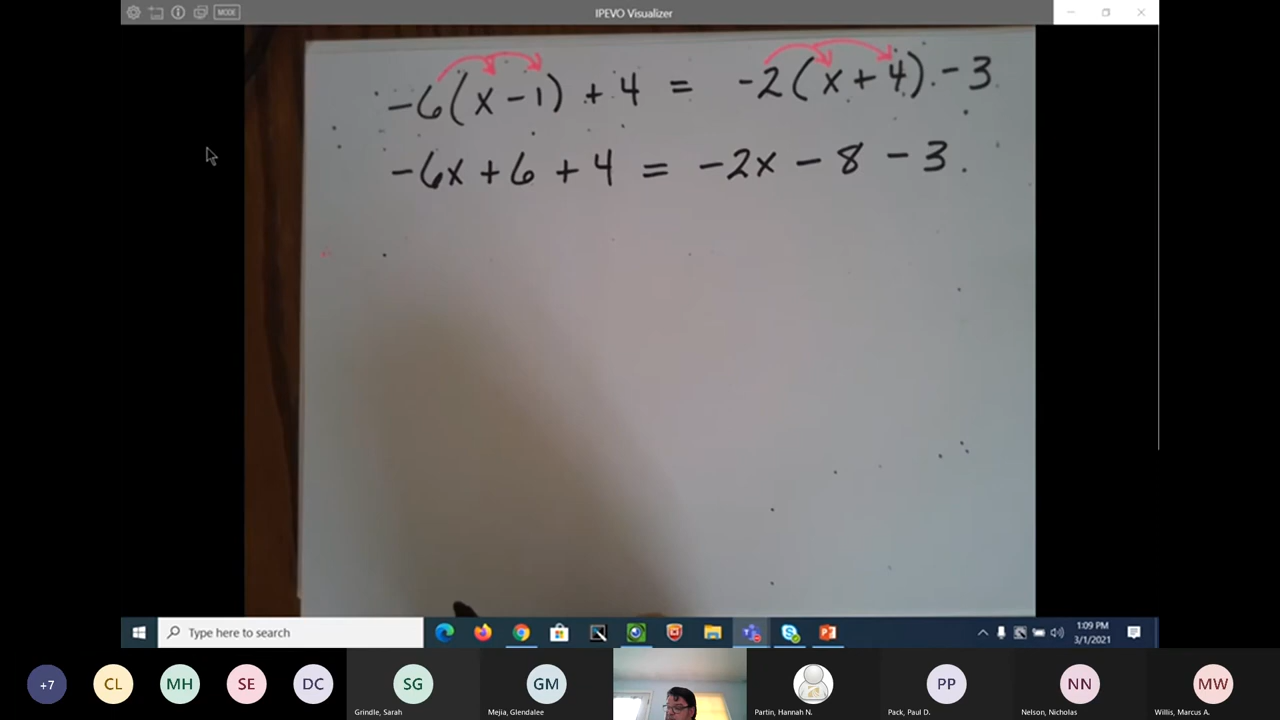 IPEVO Visualizer
MODE
-6(x-1) + 4 = -2(x+4) -3
-6x + 6 + 4 = -2x - 8 - 3
Type here to search
1:09 PM
3/1/2021
+7
CL
MH
SE
DC
SG
GM
PP
NN
MW
Grindle, Sarah
Mejia, Glendalee
Partin, Hannah N.
Pack, Paul D.
Nelson, Nicholas
Willis, Marcus A.